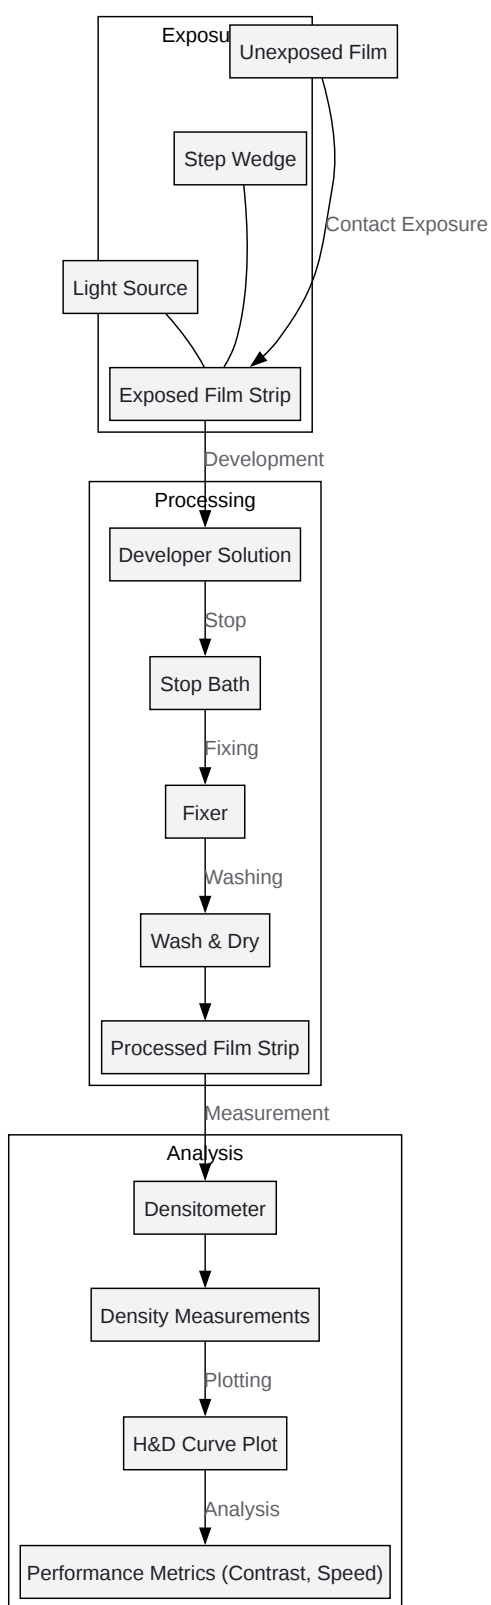 Exposu
Unexposed Film
Step Wedge
Contact Exposure
Light Source
Exposed Film Strip
Development
Processing
Developer Solution
Stop
Stop Bath
Fixing
Fixer
Washing
Wash & Dry
Processed Film Strip
Measurement
Analysis
Densitometer
Density Measurements
Plotting
H&D Curve Plot
Analysis
Performance Metrics (Contrast, Speed)